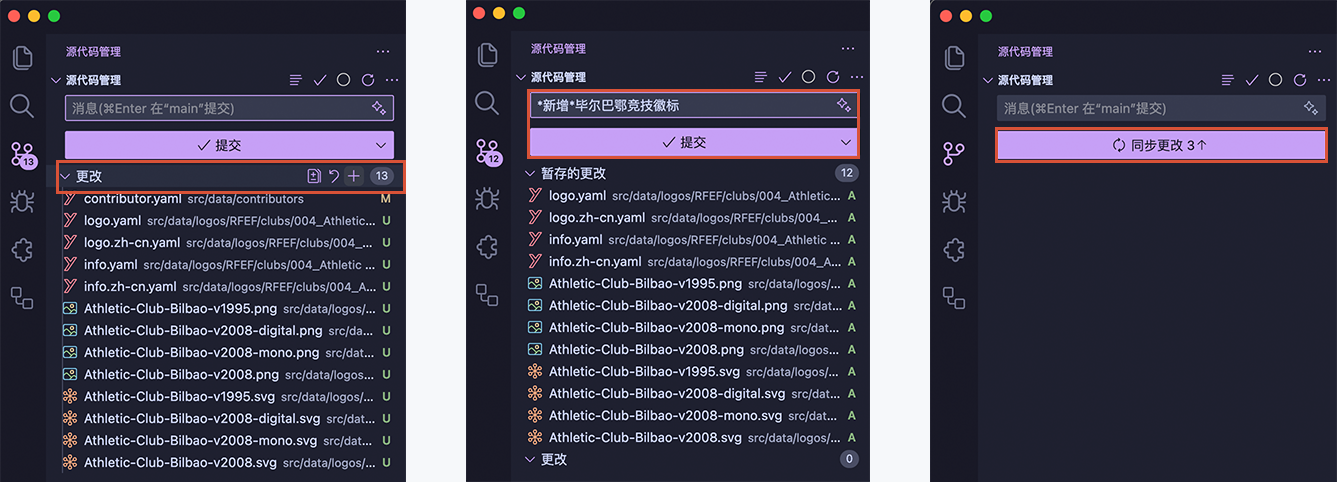 源代码管理
源代码管理
消息(⌘Enter 在“main”提交)
提交
更改 13
13
contributor.yaml src/data/contributors M
logo.yaml src/data/logos/RFEF/clubs/004_Athletic... U
logo.zh-cn.yaml src/data/logos/RFEF/clubs/004_... U
info.yaml src/data/logos/RFEF/clubs/004_Athletic ... U
info.zh-cn.yaml src/data/logos/RFEF/clubs/004_A... U
Athletic-Club-Bilbao-v1995.png src/data/logos... U
Athletic-Club-Bilbao-v2008-digital.png src/dat... U
Athletic-Club-Bilbao-v2008-mono.png src/dat... U
Athletic-Club-Bilbao-v2008.png src/data/logos... U
Athletic-Club-Bilbao-v1995.svg src/data/logos... U
Athletic-Club-Bilbao-v2008-digital.svg src/dat... U
Athletic-Club-Bilbao-v2008-mono.svg src/dat... U
Athletic-Club-Bilbao-v2008.svg src/data/logos... U
源代码管理
源代码管理
*新增*毕尔巴鄂竞技徽标
提交
12
暂存的更改 12
logo.yaml src/data/logos/RFEF/clubs/004_Athletic... A
logo.zh-cn.yaml src/data/logos/RFEF/clubs/004_... A
info.yaml src/data/logos/RFEF/clubs/004_Athletic ... A
info.zh-cn.yaml src/data/logos/RFEF/clubs/004_A... A
Athletic-Club-Bilbao-v1995.png src/data/logos... A
Athletic-Club-Bilbao-v2008-digital.png src/dat... A
Athletic-Club-Bilbao-v2008-mono.png src/dat... A
Athletic-Club-Bilbao-v2008.png src/data/logos... A
Athletic-Club-Bilbao-v1995.svg src/data/logos... A
Athletic-Club-Bilbao-v2008-digital.svg src/dat... A
Athletic-Club-Bilbao-v2008-mono.svg src/dat... A
Athletic-Club-Bilbao-v2008.svg src/data/logos... A
更改 0
源代码管理
源代码管理
消息(⌘Enter 在“main”提交)
同步更改 3↑